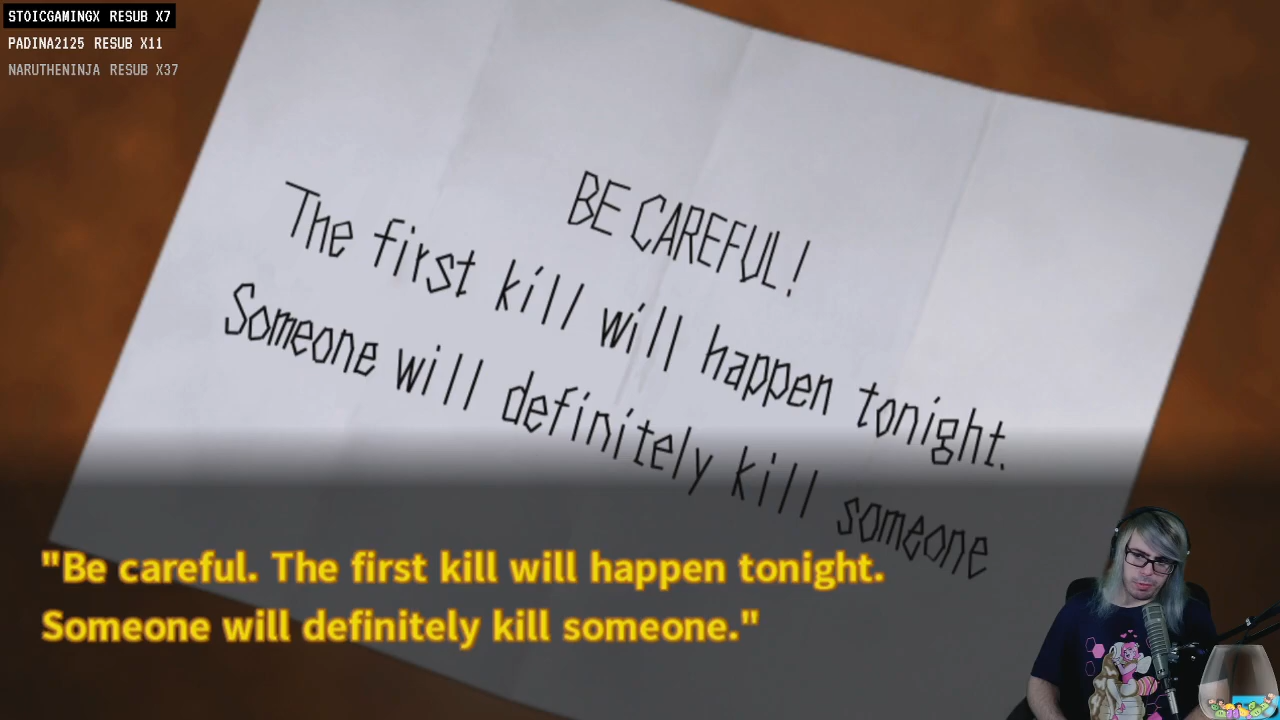 STOICGAMINGX RESUB X7
PADINA2125 RESUB X11
NARUTHENINJA RESUB X37
BE CAREFUL!
The first kill will happen tonight.
Someone will definitely kill someone
"Be careful. The first kill will happen tonight.
Someone will definitely kill someone."